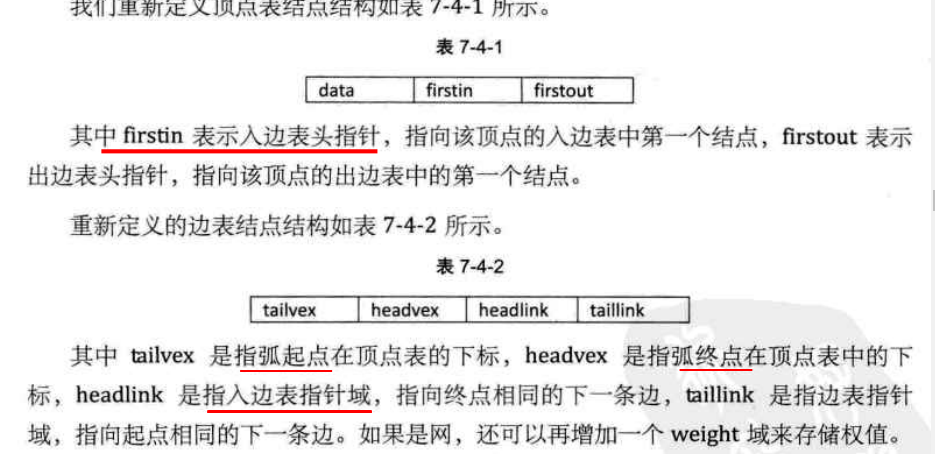 我们重新定义顶点表结点结构如表 7-4-1 所示。
表 7-4-1
data firstin firstout
其中 firstin 表示入边表头指针，指向该顶点的入边表中第一个结点，firstout 表示
出边表头指针，指向该顶点的出边表中的第一个结点。
重新定义的边表结点结构如表 7-4-2 所示。
表 7-4-2
tailvex headvex headlink taillink
其中 tailvex 是指弧起点在顶点表的下标，headvex 是指弧终点在顶点表中的下
标，headlink 是指入边表指针域，指向终点相同的下一条边，taillink 是指边表指针
域，指向起点相同的下一条边。如果是网，还可以再增加一个 weight 域来存储权值。